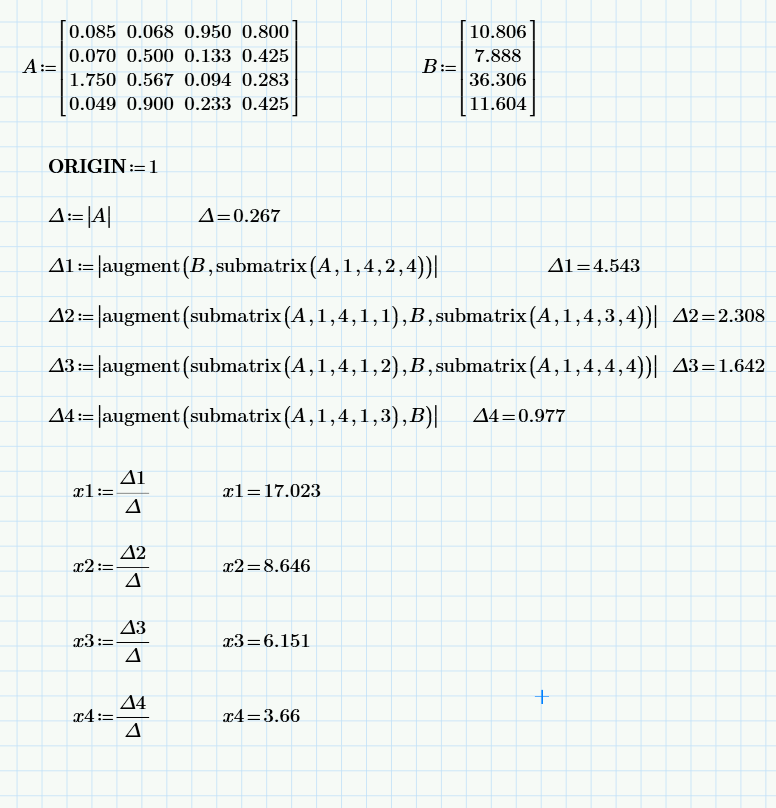 A:=[0.085 0.068 0.950 0.800
0.070 0.500 0.133 0.425
1.750 0.567 0.094 0.283
0.049 0.900 0.233 0.425]
B:=[10.806
7.888
36.306
11.604]
ORIGIN:=1
Δ:=|A| Δ=0.267
Δ1:=|augment(B,submatrix(A,1,4,2,4))| Δ1=4.543
Δ2:=|augment(submatrix(A,1,4,1,1),B,submatrix(A,1,4,3,4))| Δ2=2.308
Δ3:=|augment(submatrix(A,1,4,1,2),B,submatrix(A,1,4,4,4))| Δ3=1.642
Δ4:=|augment(submatrix(A,1,4,1,3),B)| Δ4=0.977
x1:=Δ1/Δ x1=17.023
x2:=Δ2/Δ x2=8.646
x3:=Δ3/Δ x3=6.151
x4:=Δ4/Δ x4=3.66